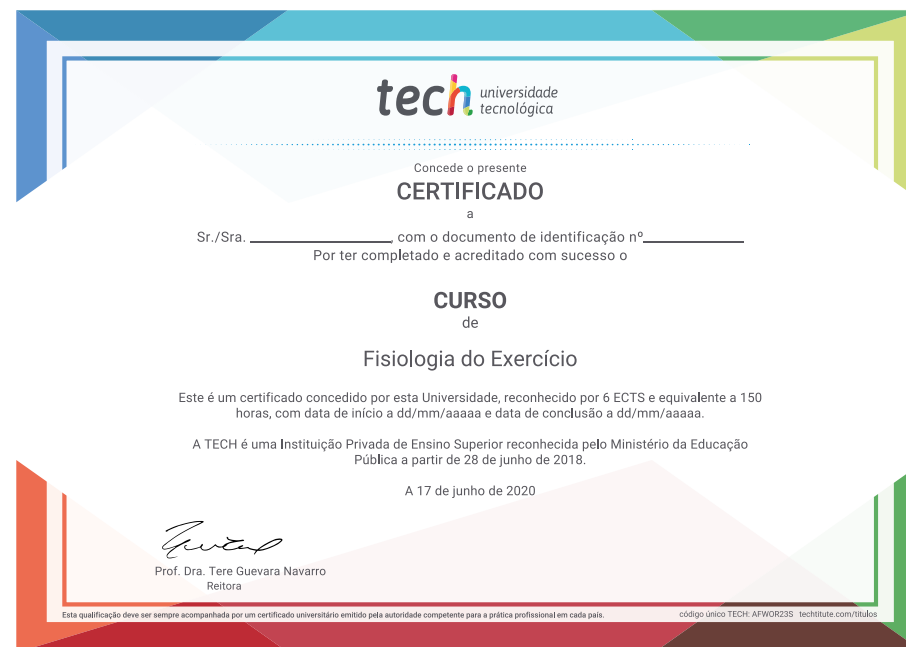 tech universidade
tecnológica
Concede o presente
CERTIFICADO
a
Sr./Sra. ________________, com o documento de identificação nº____________
Por ter completado e acreditado com sucesso o
CURSO
de
Fisiologia do Exercício
Este é um certificado concedido por esta Universidade, reconhecido por 6 ECTS e equivalente a 150
horas, com data de início a dd/mm/aaaaa e data de conclusão a dd/mm/aaaaa.
A TECH é uma Instituição Privada de Ensino Superior reconhecida pelo Ministério da Educação
Pública a partir de 28 de junho de 2018.
A 17 de junho de 2020
Prof. Dra. Tere Guevara Navarro
Reitora
Esta qualificação deve ser sempre acompanhada por um certificado universitário emitido pela autoridade competente para a prática profissional em cada país.
código único TECH: AFWOR23S techtitute.com/titulos